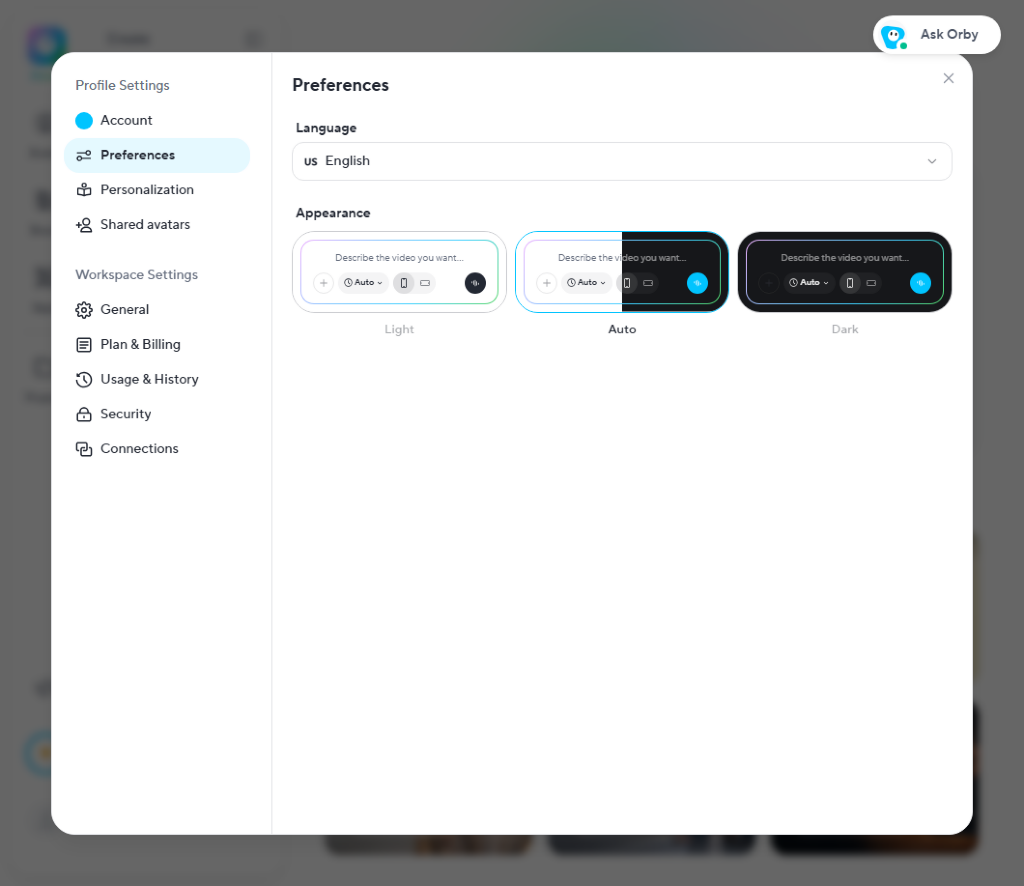 Ask Orby
Profile Settings
Account
Preferences
Personalization
Shared avatars
Workspace Settings
General
Plan & Billing
Usage & History
Security
Connections
Preferences
Language
US English
Appearance
Describe the video you want...
Auto
Light
Describe the video you want...
Auto
Auto
Describe the video you want...
Auto
Dark